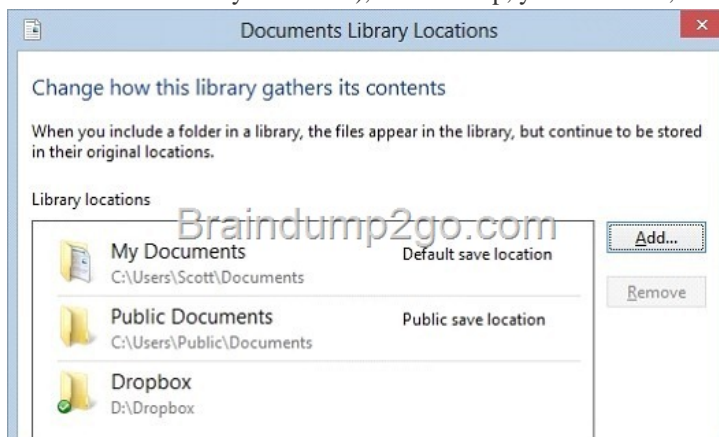 Documents Library Locations
Change how this library gathers its contents
When you include a folder in a library, the files appear in the library, but continue to be stored
in their original locations.
Library locations
Braindump2go.com
My Documents
Default save location
C:\Users\Scott\Documents
Add...
Remove
Public Documents
Public save location
C:\Users\Public\Documents
Dropbox
D:\Dropbox